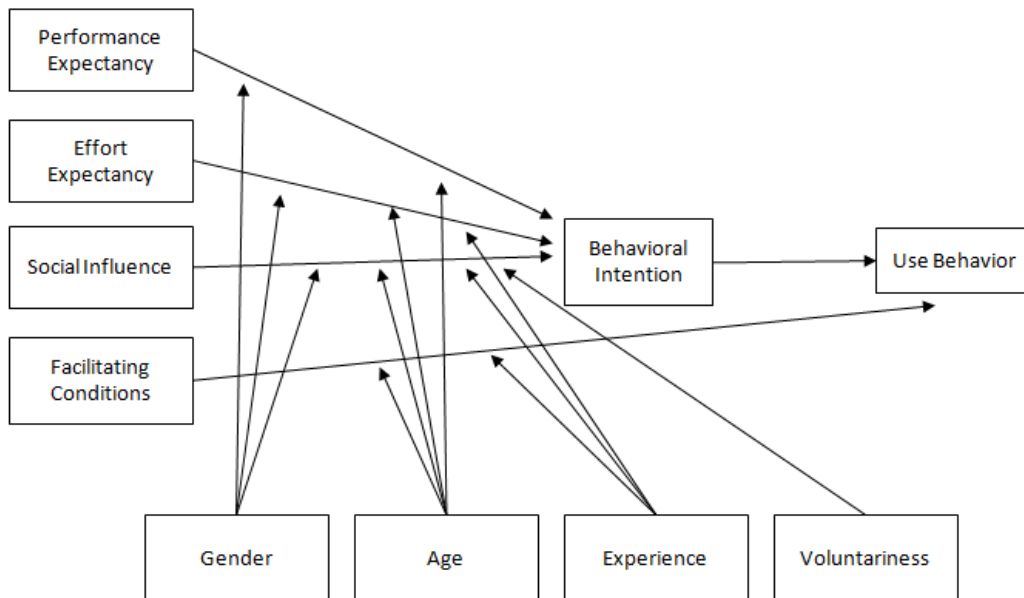 Performance
Expectancy
Effort
Expectancy
Social Influence
Facilitating
Conditions
Behavioral
Intention
Use Behavior
Gender
Age
Experience
Voluntariness